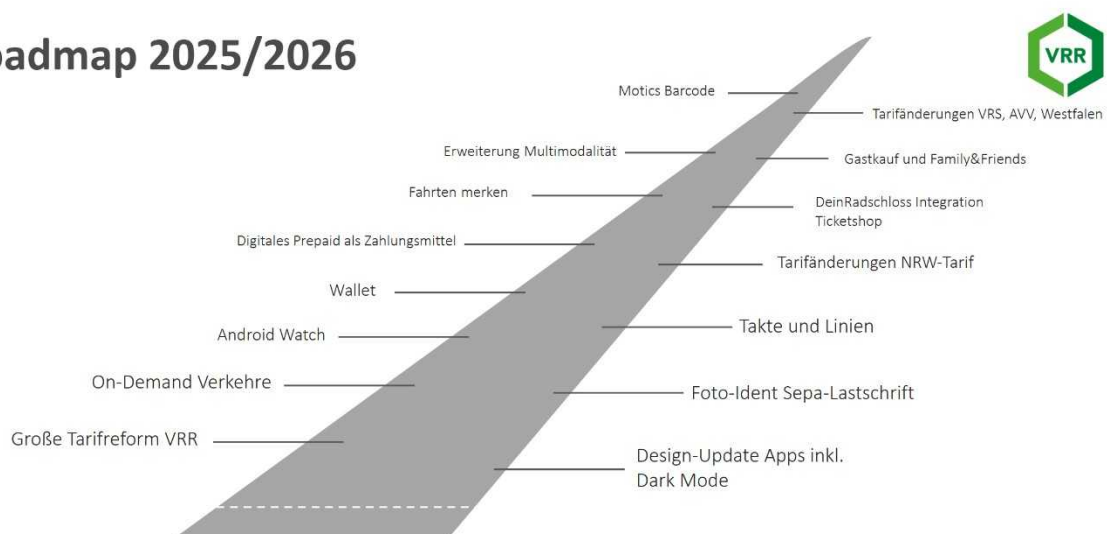 oadmap 2025/2026
VRR
Motics Barcode
Tarifänderungen VRS, AVV, Westfalen
Erweiterung Multimodalität
Gastkauf und Family&Friends
Fahrten merken
DeinRadschloss Integration
Ticketshop
Digitales Prepaid als Zahlungsmittel
Tarifänderungen NRW-Tarif
Wallet
Takte und Linien
Android Watch
On-Demand Verkehre
Foto-Ident Sepa-Lastschrift
Große Tarifreform VRR
Design-Update Apps inkl.
Dark Mode